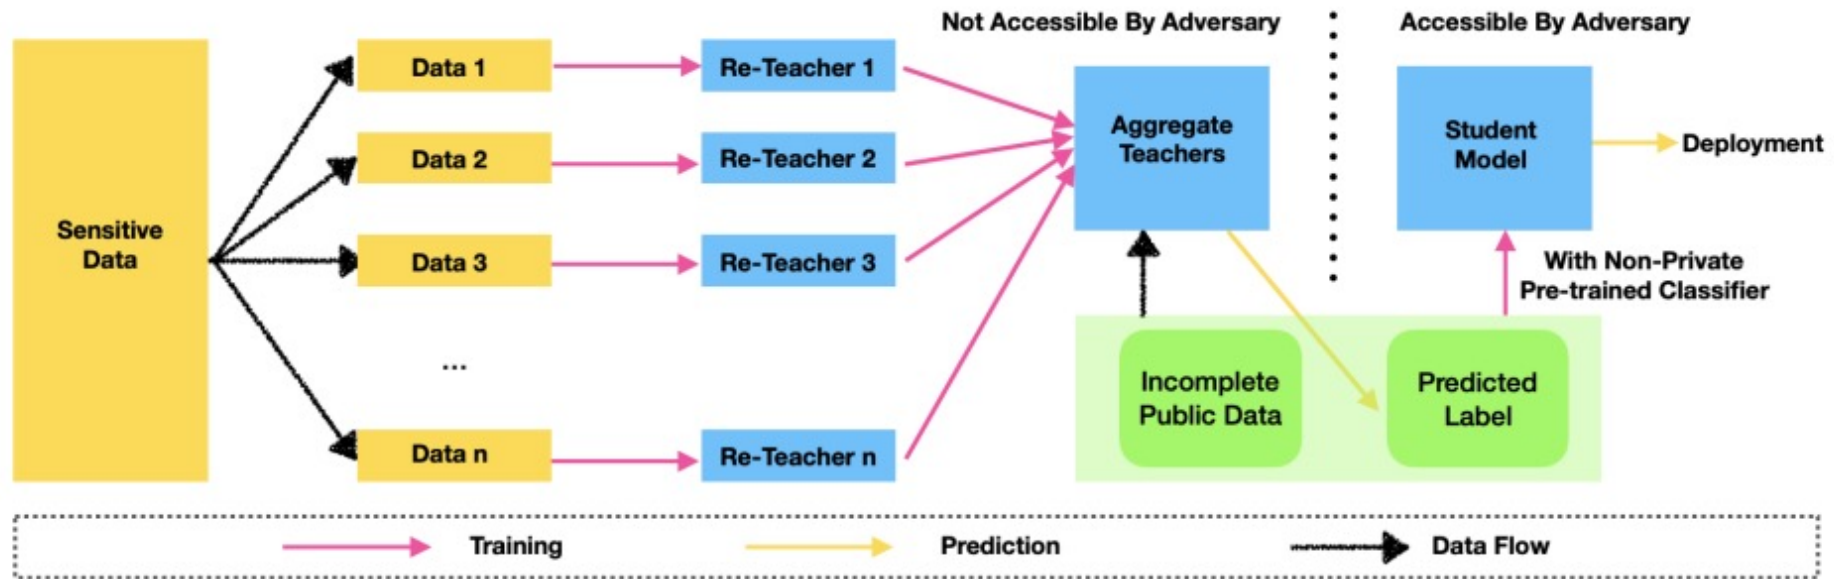 Not Accessible By Adversary
Accessible By Adversary
Sensitive
Data
Data 1
Re-Teacher 1
Data 2
Re-Teacher 2
Data 3
Re-Teacher 3
...
Data n
Re-Teacher n
Aggregate
Teachers
Student
Model
Deployment
With Non-Private
Pre-trained Classifier
Incomplete
Public Data
Predicted
Label
Training
Prediction
Data Flow